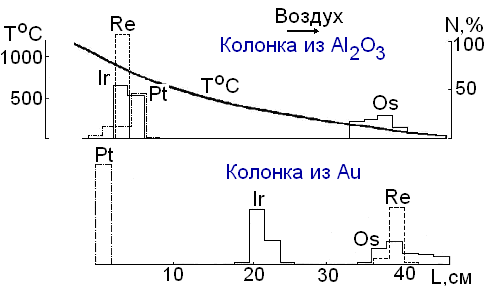 Воздух
T°C
N,%
Колонка из Al₂O₃
Re
1000
100
Ir
Pt
T°C
500
50
Os
Pt
Колонка из Au
Ir
Re
Os
10
20
30
40
L,см